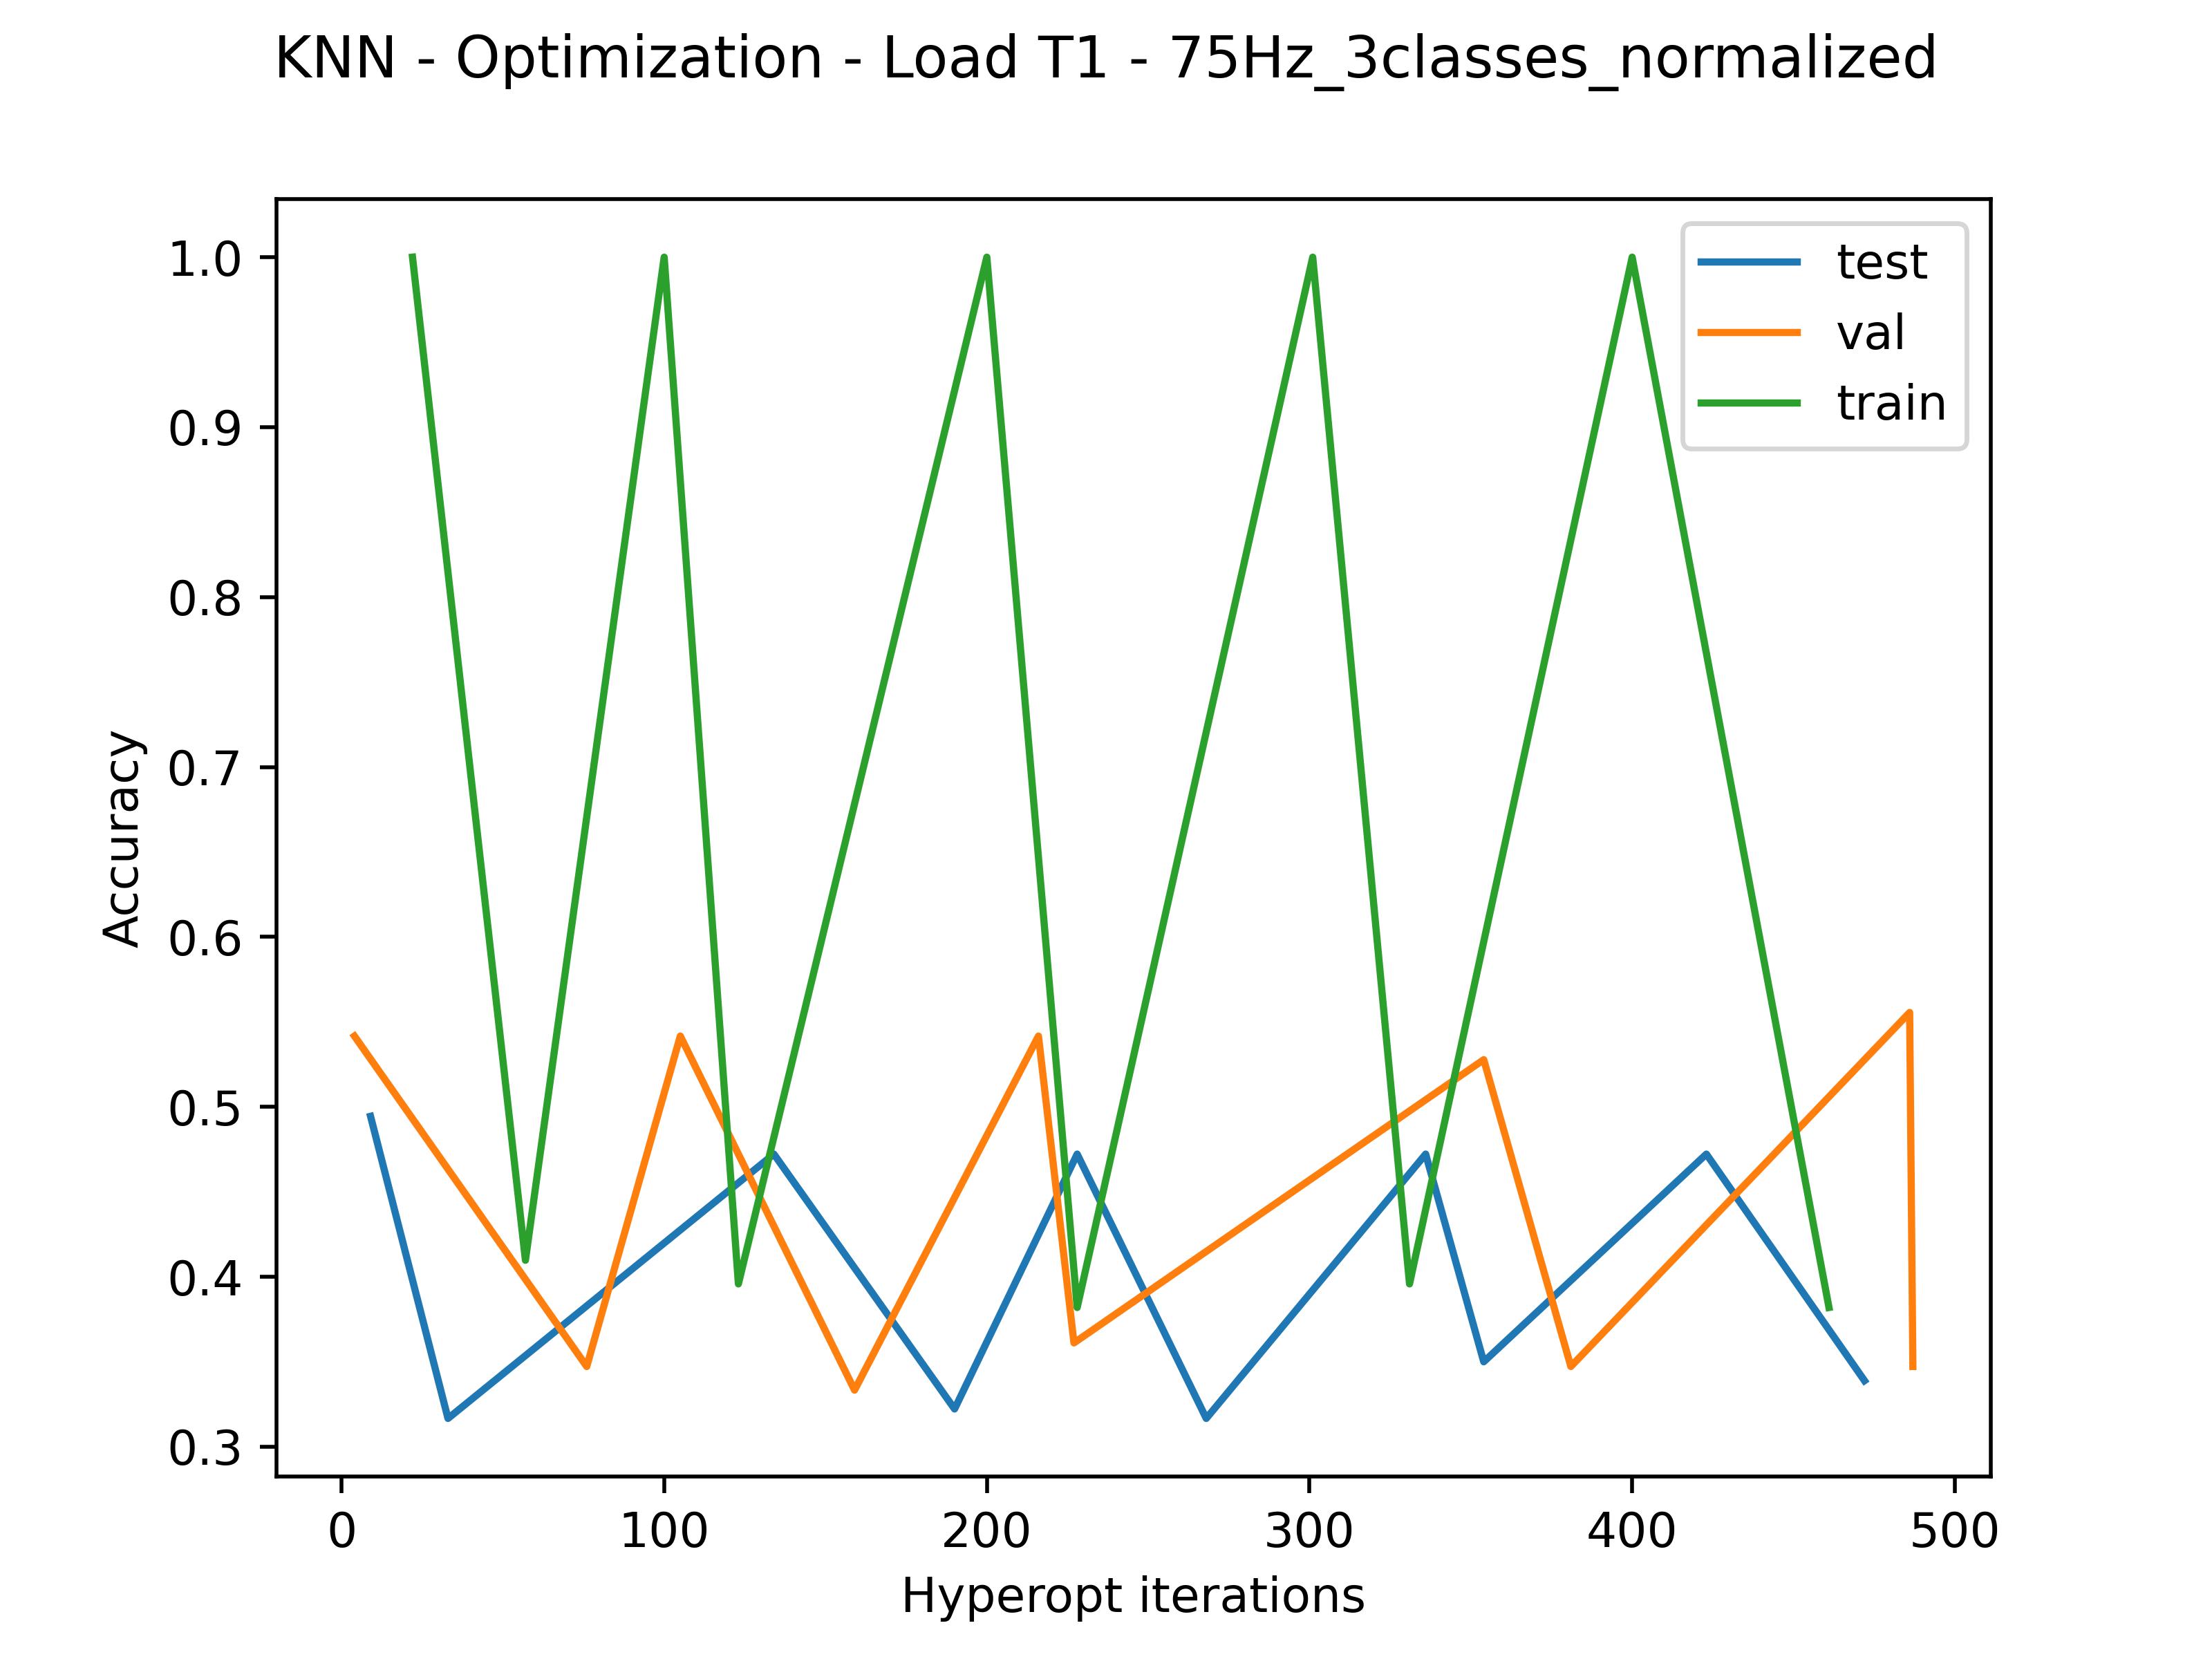 KNN - Optimization - Load T1 - 75Hz_3classes_normalized
test
val
train
1.0
0.9
0.8
0.7
0.6
0.5
0.4
0.3
Accuracy
0 100 200 300 400 500
Hyperopt iterations